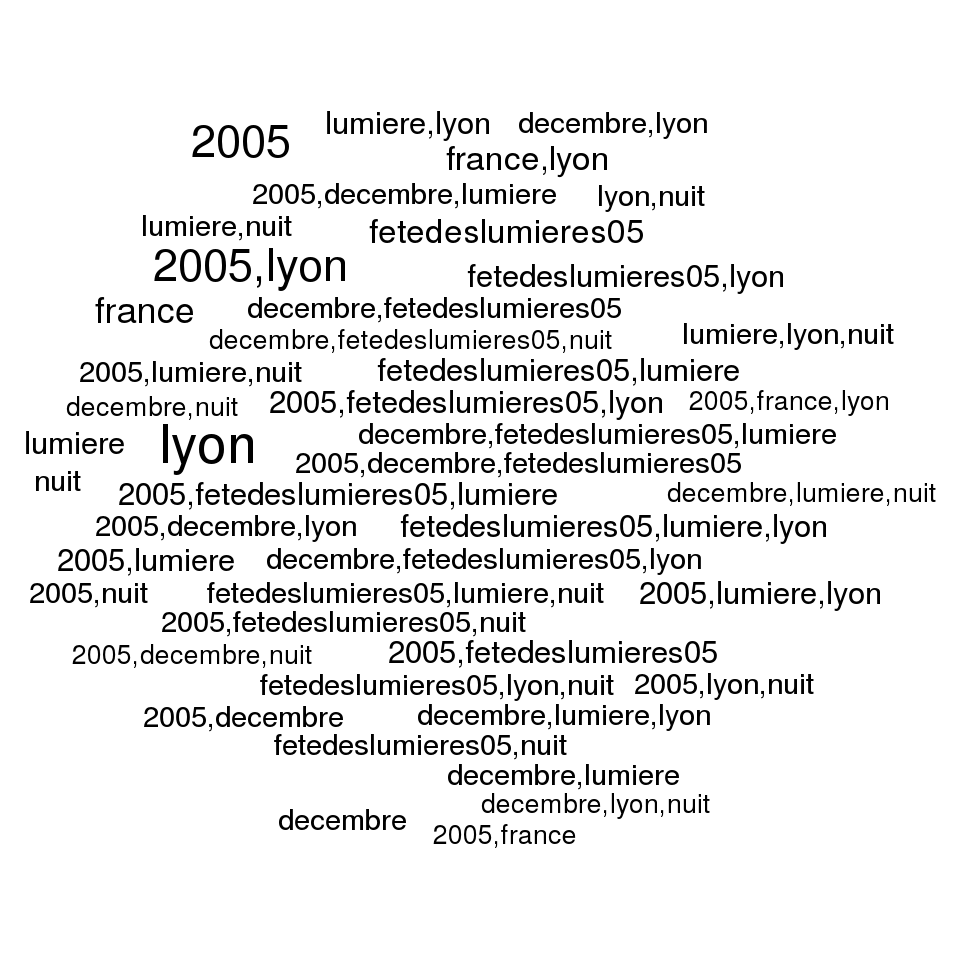 2005 lumiere,lyon decembre,lyon
france,lyon
2005,decembre,lumiere lyon,nuit
lumiere,nuit fetedeslumieres05
2005,lyon fetedeslumieres05,lyon
france decembre,fetedeslumieres05
decembre,fetedeslumieres05,nuit lumiere,lyon,nuit
2005,lumiere,nuit fetedeslumieres05,lumiere
decembre,nuit 2005,fetedeslumieres05,lyon 2005,france,lyon
lumiere lyon decembre,fetedeslumieres05,lumiere
2005,decembre,fetedeslumieres05
nuit 2005,fetedeslumieres05,lumiere decembre,lumiere,nuit
2005,decembre,lyon fetedeslumieres05,lumiere,lyon
2005,lumiere decembre,fetedeslumieres05,lyon
2005,nuit fetedeslumieres05,lumiere,nuit 2005,lumiere,lyon
2005,fetedeslumieres05,nuit
2005,decembre,nuit 2005,fetedeslumieres05
fetedeslumieres05,lyon,nuit 2005,lyon,nuit
2005,decembre decembre,lumiere,lyon
fetedeslumieres05,nuit
decembre,lumiere
decembre,lyon,nuit
decembre
2005,france